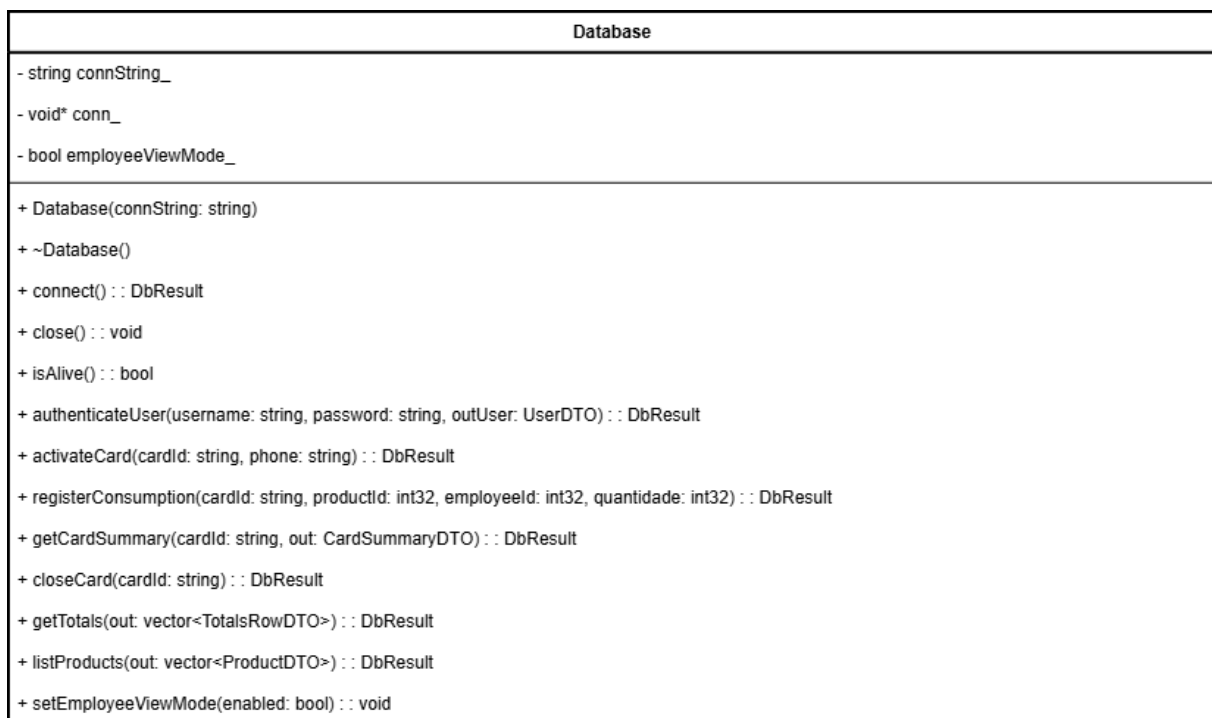 Database
- string connString_
- void* conn_
- bool employeeViewMode_
+ Database(connString: string)
+ ~Database()
+ connect() : : DbResult
+ close() : : void
+ isAlive() : : bool
+ authenticateUser(username: string, password: string, outUser: UserDTO) : : DbResult
+ activateCard(cardId: string, phone: string) : : DbResult
+ registerConsumption(cardId: string, productId: int32, employeeId: int32, quantidade: int32) : : DbResult
+ getCardSummary(cardId: string, out: CardSummaryDTO) : : DbResult
+ closeCard(cardId: string) : : DbResult
+ getTotals(out: vector<TotalsRowDTO>) : : DbResult
+ listProducts(out: vector<ProductDTO>) : : DbResult
+ setEmployeeViewMode(enabled: bool) : : void